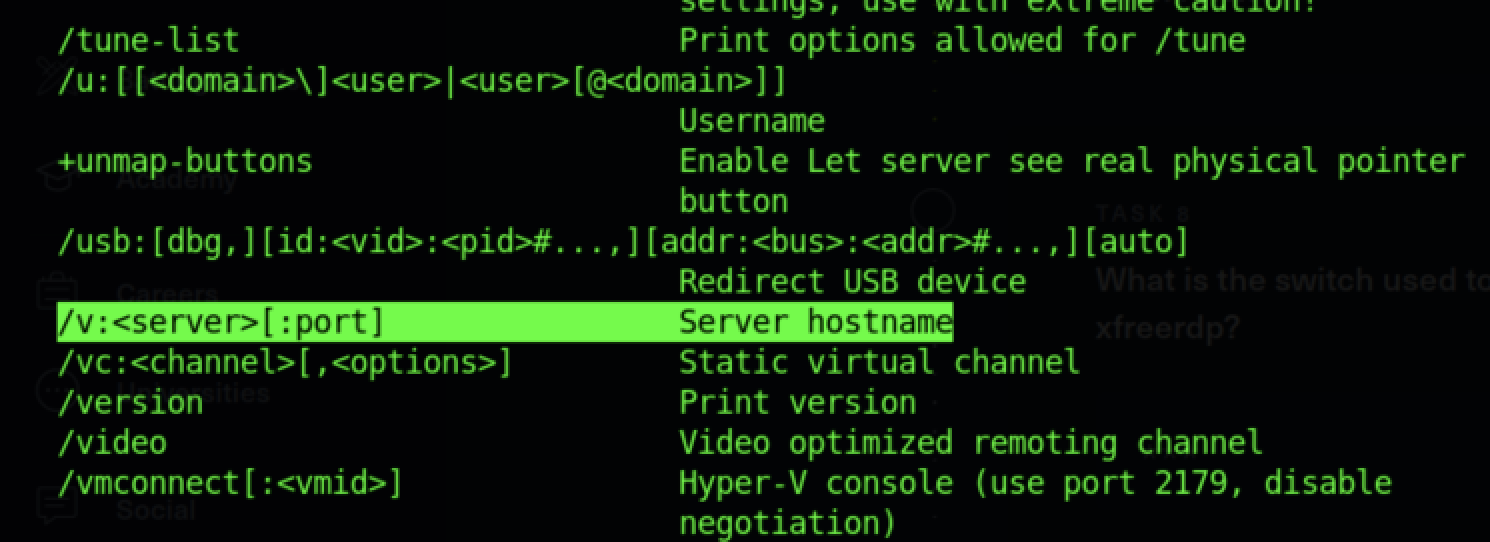 settings, use with extreme caution!
/tune-list Print options allowed for /tune
/u:[[<domain>\]<user>|<user>[@<domain>]]
Username
+unmap-buttons Enable Let server see real physical pointer
button
Academy
TASK 8
/usb:[dbg,][id:<vid>:<pid>#...,][addr:<bus>:<addr>#...,][auto]
Redirect USB device
What is the switch used to
Careers
/v:<server>[:port] Server hostname
xfreerdp?
/vc:<channel>[,<options>] Static virtual channel
Universities
/version Print version
/video Video optimized remoting channel
/vmconnect[:<vmid>] Hyper-V console (use port 2179, disable
Social
negotiation)